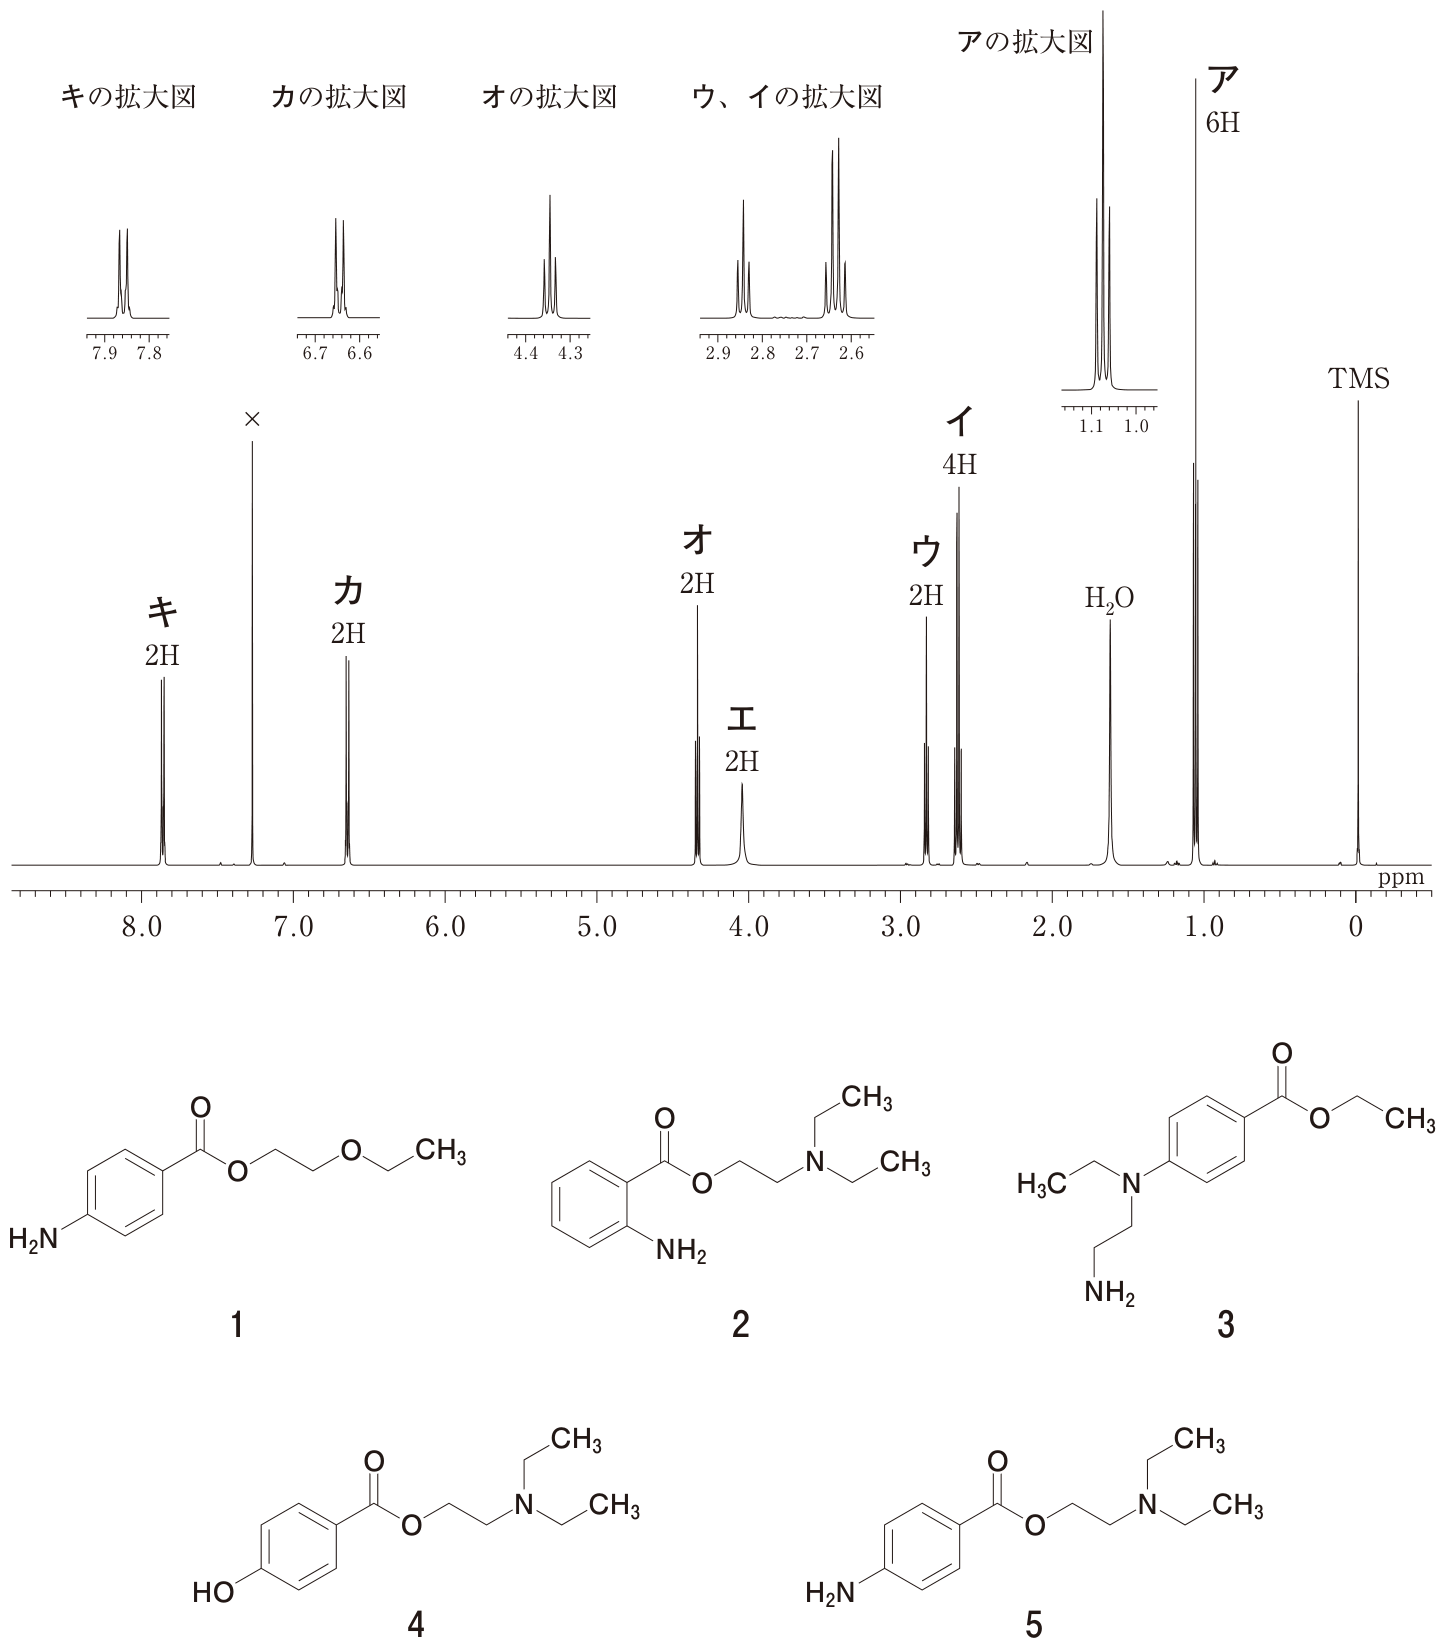 アの拡大図
キの拡大図 カの拡大図 オの拡大図 ウ、イの拡大図
ア
6H
7.9 7.8 6.7 6.6 4.4 4.3 2.9 2.8 2.7 2.6
TMS
×
1.1 1.0
イ
4H
オ
2H
ウ
2H
カ
2H
キ
2H
H₂O
エ
2H
ppm
8.0 7.0 6.0 5.0 4.0 3.0 2.0 1.0 0
O
O
O
CH₃
H₂N
1
O
O
N
CH₃
CH₃
NH₂
2
O
O
CH₃
H₃C
N
NH₂
3
O
O
N
CH₃
CH₃
HO
4
O
O
N
CH₃
CH₃
H₂N
5